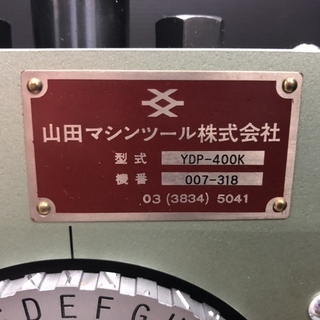 山田マシンツール株式会社
型式 YDP-400K
機番 007-318
03 (3834) 5041
D E F G